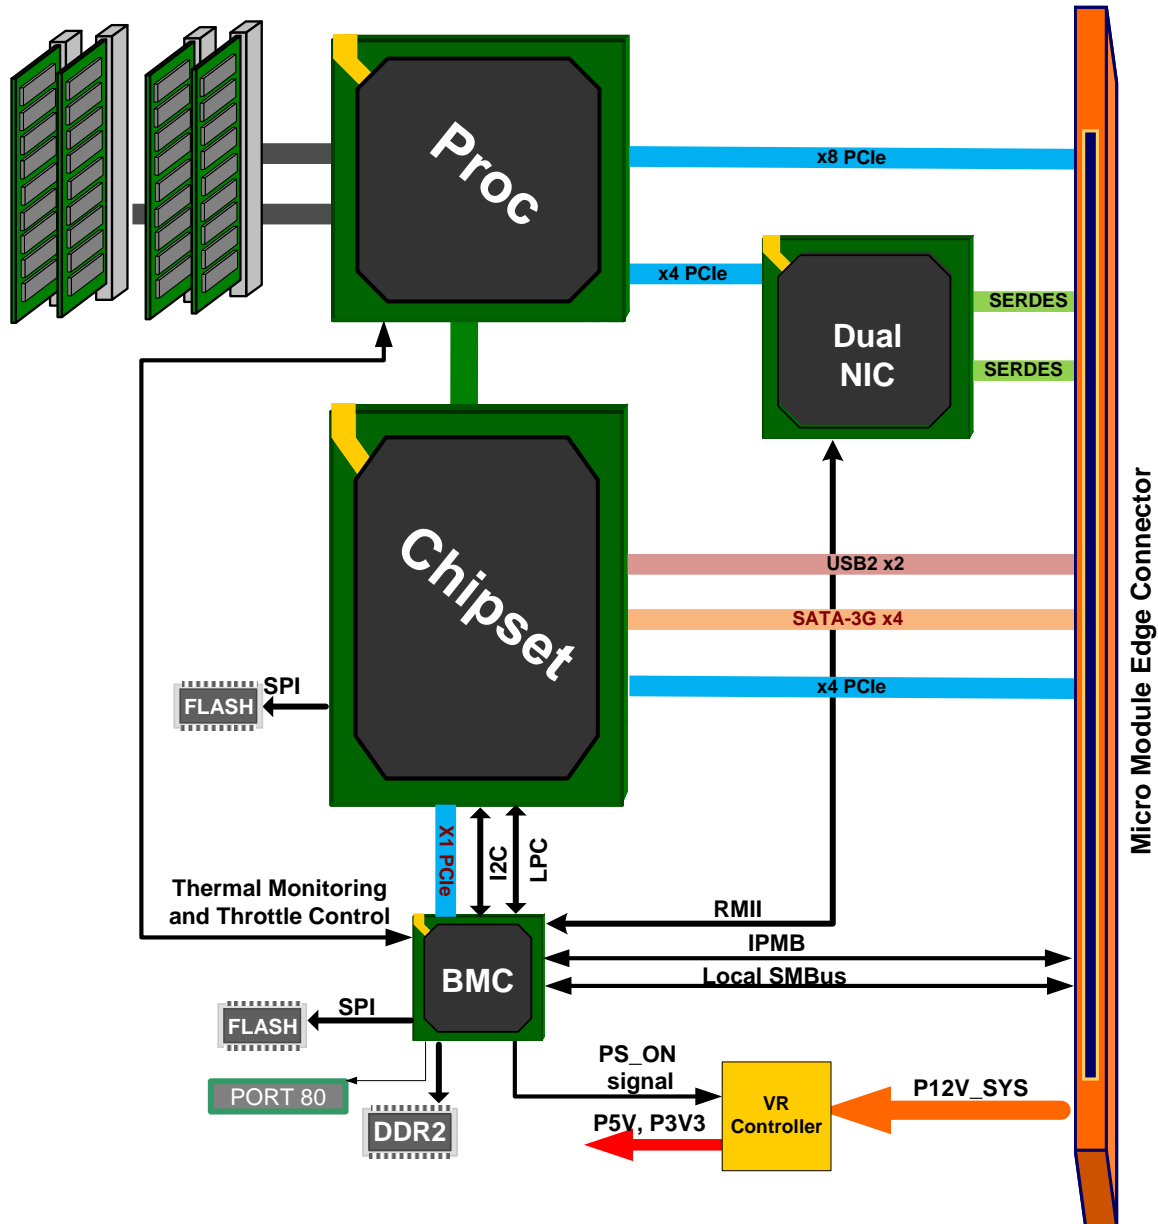 Proc
x8 PCIe
x4 PCIe
SERDES
Dual
NIC
SERDES
Micro Module Edge Connector
Chipset
USB2 x2
SATA-3G x4
SPI
FLASH
x4 PCIe
X1 PCIe
I2C
LPC
Thermal Monitoring
and Throttle Control
RMII
IPMB
BMC
Local SMBus
SPI
FLASH
PS_ON
signal
PORT 80
DDR2
P5V, P3V3
VR
Controller
P12V_SYS